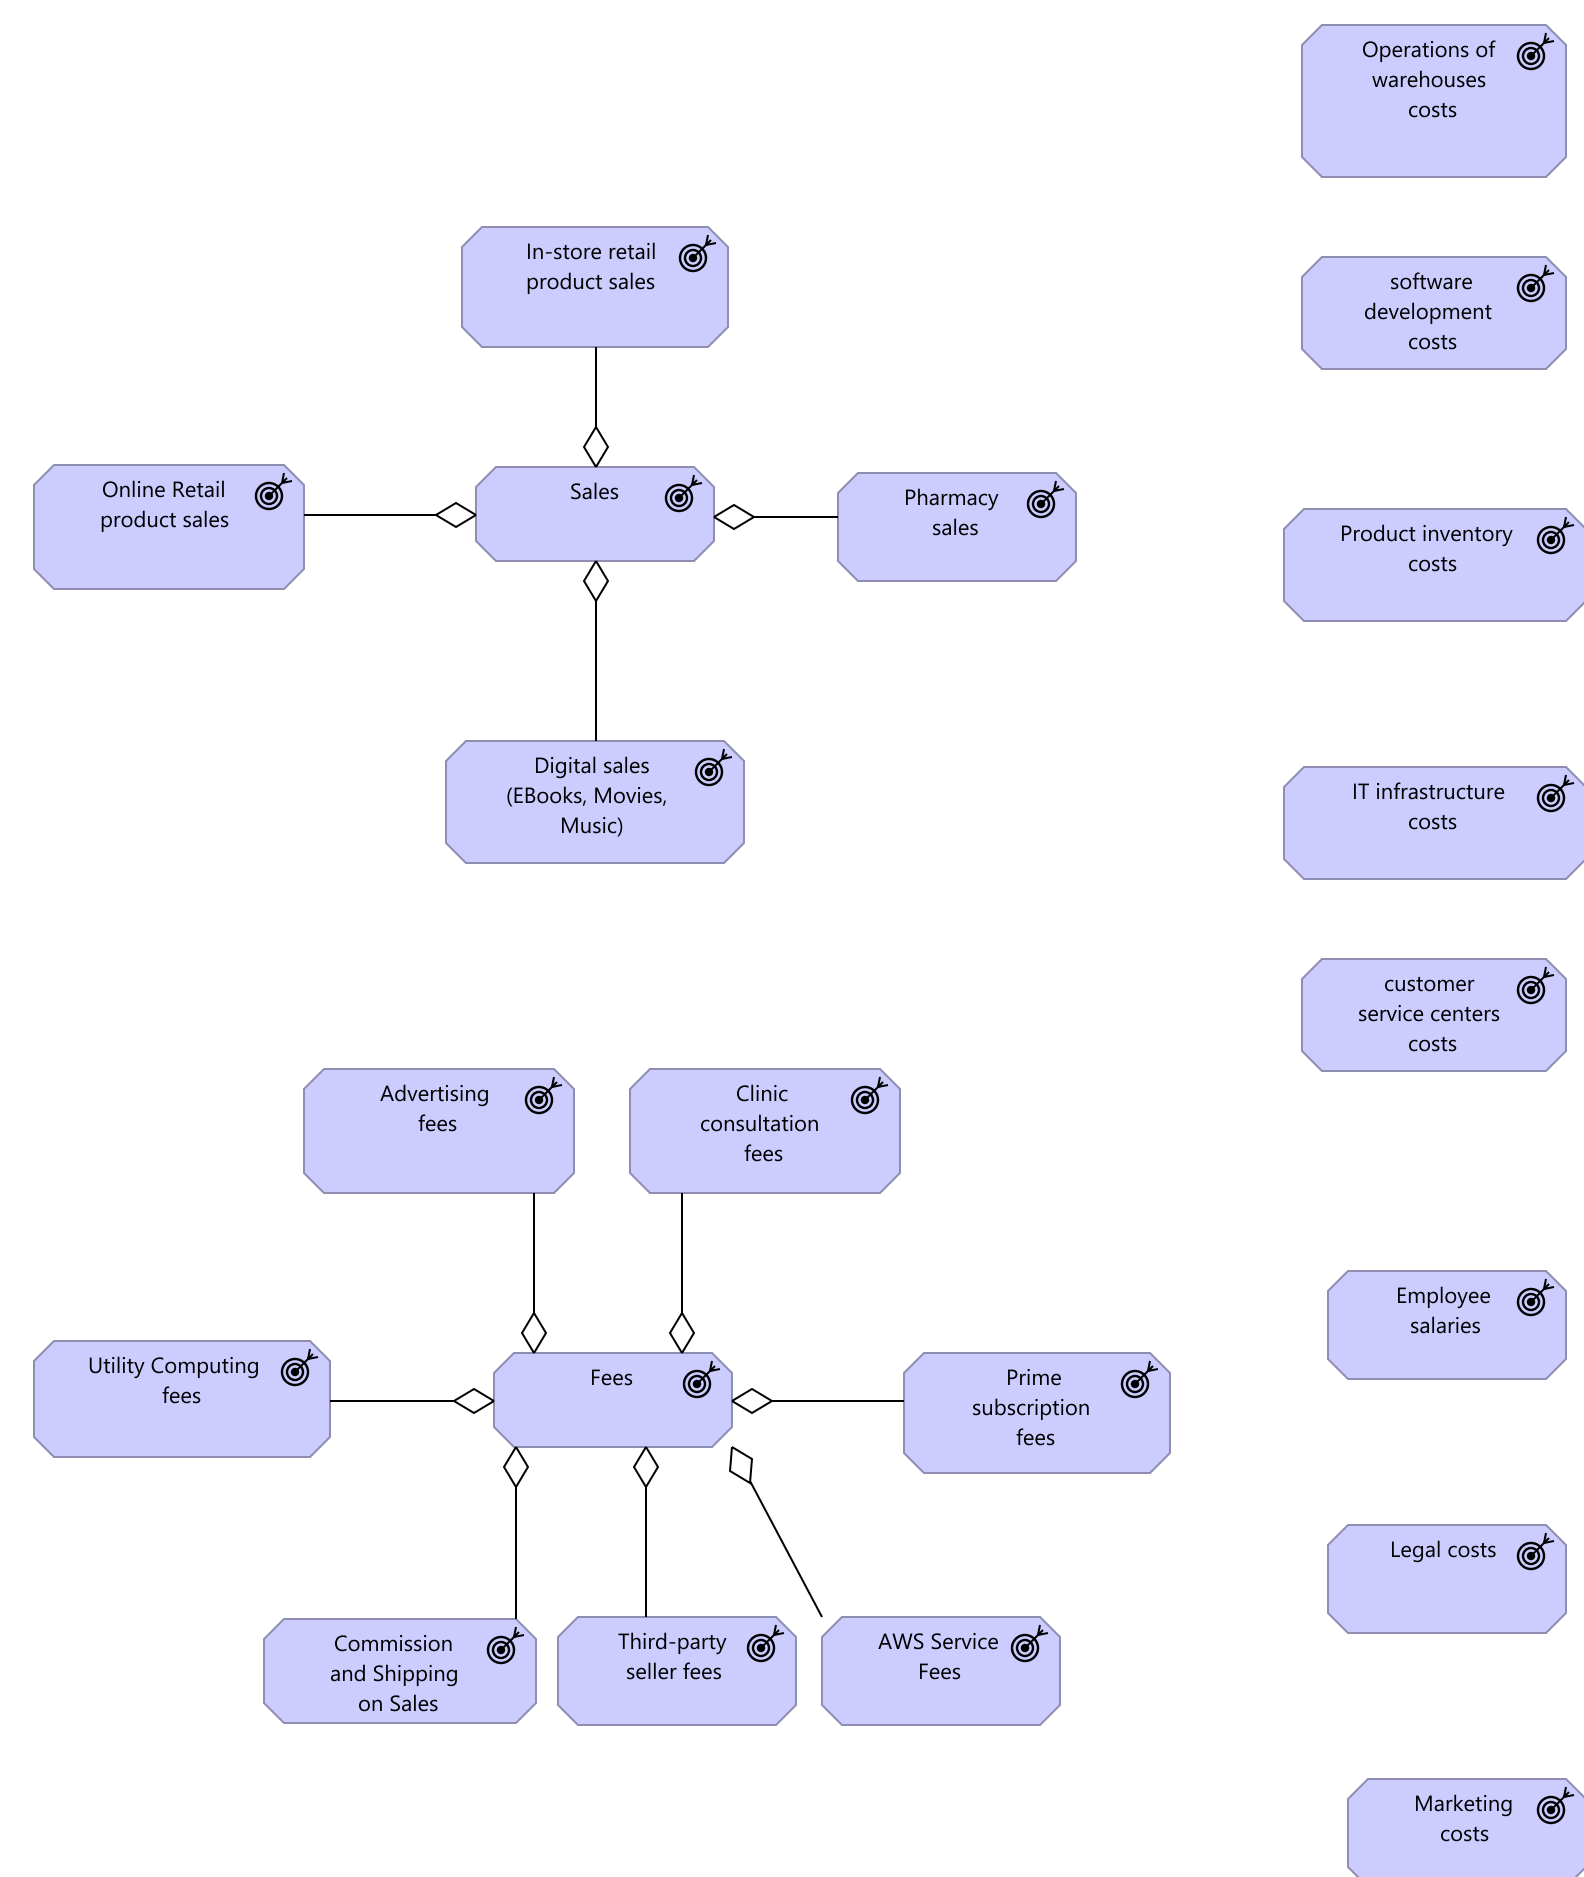 Operations of
warehouses
costs
In-store retail
product sales
software
development
costs
Online Retail
product sales
Sales
Pharmacy
sales
Product inventory
costs
Digital sales
(EBooks, Movies,
Music)
IT infrastructure
costs
customer
service centers
costs
Advertising
fees
Clinic
consultation
fees
Employee
salaries
Utility Computing
fees
Fees
Prime
subscription
fees
Legal costs
Commission
and Shipping
on Sales
Third-party
seller fees
AWS Service
Fees
Marketing
costs